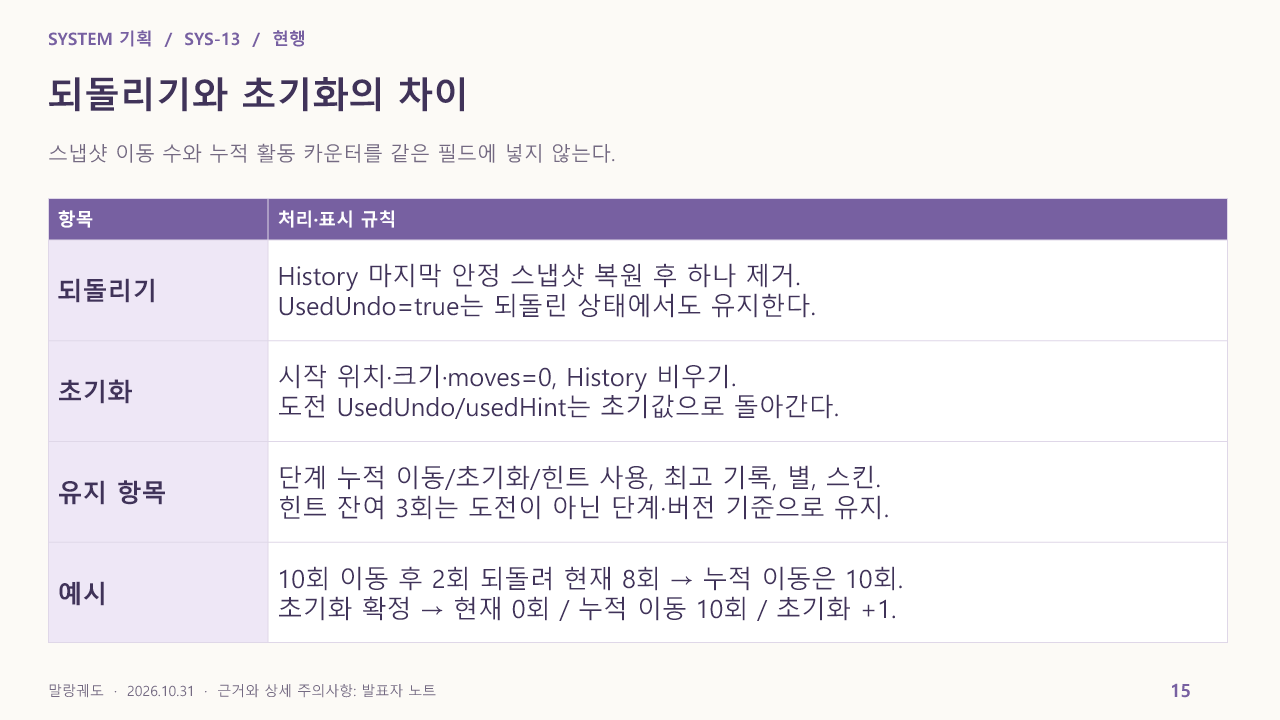 SYSTEM 기획 / SYS-13 / 현행
되돌리기와 초기화의 차이
스냅샷 이동 수와 누적 활동 카운터를 같은 필드에 넣지 않는다.
항목
처리·표시 규칙
되돌리기
History 마지막 안정 스냅샷 복원 후 하나 제거.
UsedUndo=true는 되돌린 상태에서도 유지한다.
초기화
시작 위치·크기·moves=0, History 비우기.
도전 UsedUndo/usedHint는 초기값으로 돌아간다.
유지 항목
단계 누적 이동/초기화/힌트 사용, 최고 기록, 별, 스킨.
힌트 잔여 3회는 도전이 아닌 단계·버전 기준으로 유지.
예시
10회 이동 후 2회 되돌려 현재 8회 → 누적 이동은 10회.
초기화 확정 → 현재 0회 / 누적 이동 10회 / 초기화 +1.
말랑궤도 · 2026.10.31 · 근거와 상세 주의사항: 발표자 노트
15